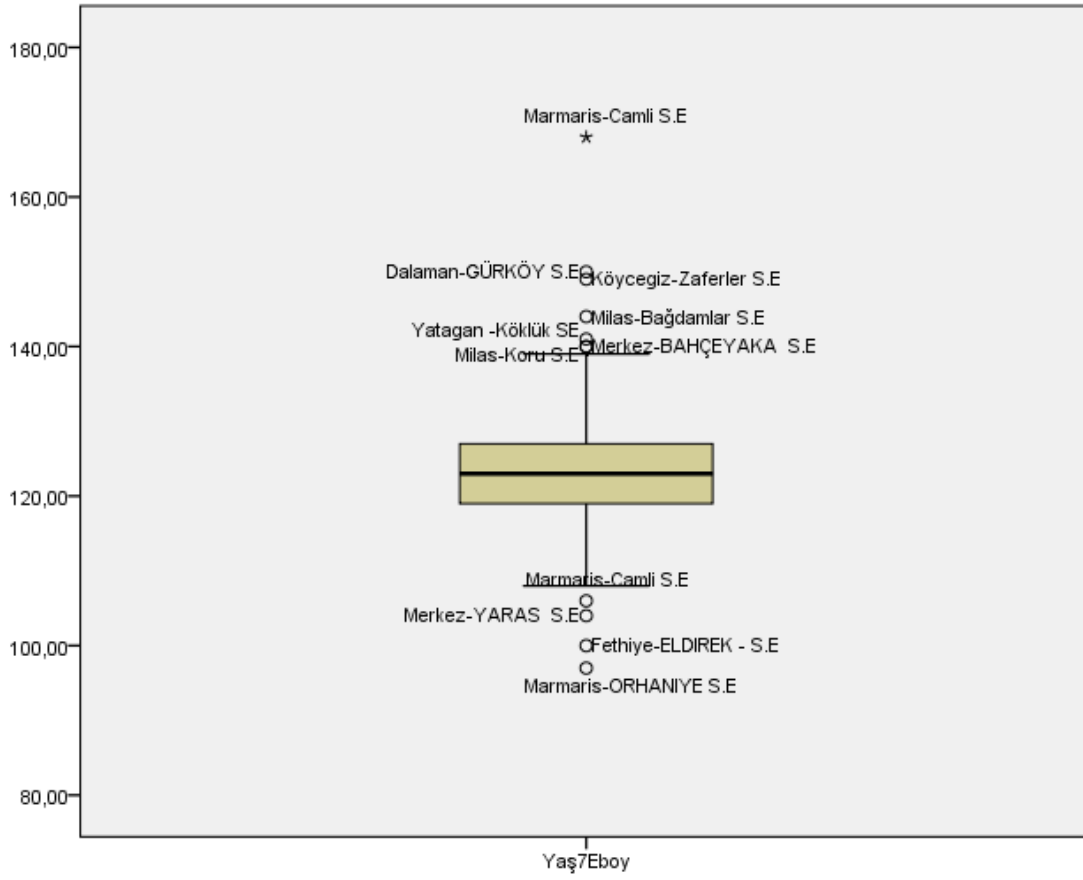 180,00
Marmaris-Camli S.E
160,00
Dalaman-GÜRKÖY S.E
Köycegiz-Zaferler S.E
Milas-Bağdamlar S.E
Yatagan -Köklük SE
140,00
Merkez-BAHÇEYAKA  S.E
Milas-Koru S.E
120,00
Marmaris-Camli S.E
Merkez-YARAS  S.E
100,00
Fethiye-ELDIREK - S.E
Marmaris-ORHANIYE S.E
80,00
Yaş7Eboy